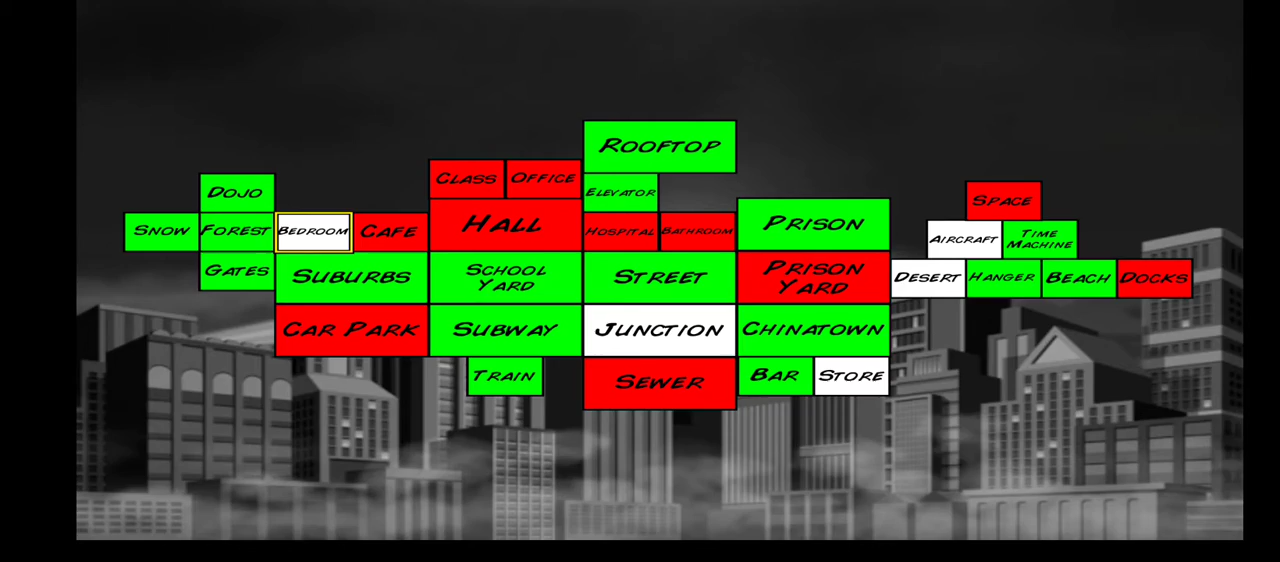 Rooftop
Class
Office
Elevator
Dojo
Space
Snow
Forest
Bedroom
Cafe
Hall
Hospital
Bathroom
Prison
Aircraft
Time
Machine
Gates
Suburbs
School
Yard
Street
Prison
Yard
Desert
Hanger
Beach
Docks
Car Park
Subway
Junction
Chinatown
Train
Sewer
Bar
Store